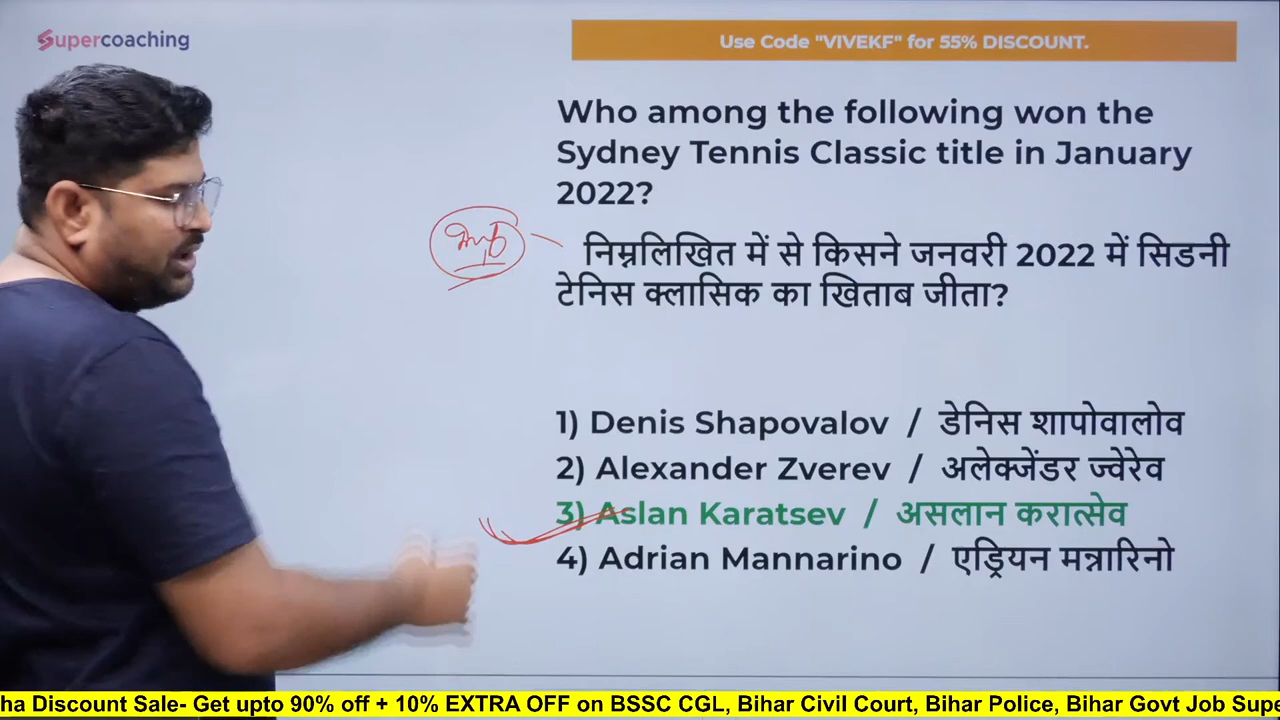 Supercoaching
Use Code "VIVEKF" for 55% DISCOUNT.
Who among the following won the
Sydney Tennis Classic title in January
2022?
Imp
निम्नलिखित में से किसने जनवरी 2022 में सिडनी
टेनिस क्लासिक का खिताब जीता?
1) Denis Shapovalov / डेनिस शापोवालोव
2) Alexander Zverev / अलेक्जेंडर ज्वेरेव
3) Aslan Karatsev / असलान करात्सेव
4) Adrian Mannarino / एड्रियन मन्नारिनो
ha Discount Sale- Get upto 90% off + 10% EXTRA OFF on BSSC CGL, Bihar Civil Court, Bihar Police, Bihar Govt Job Supe